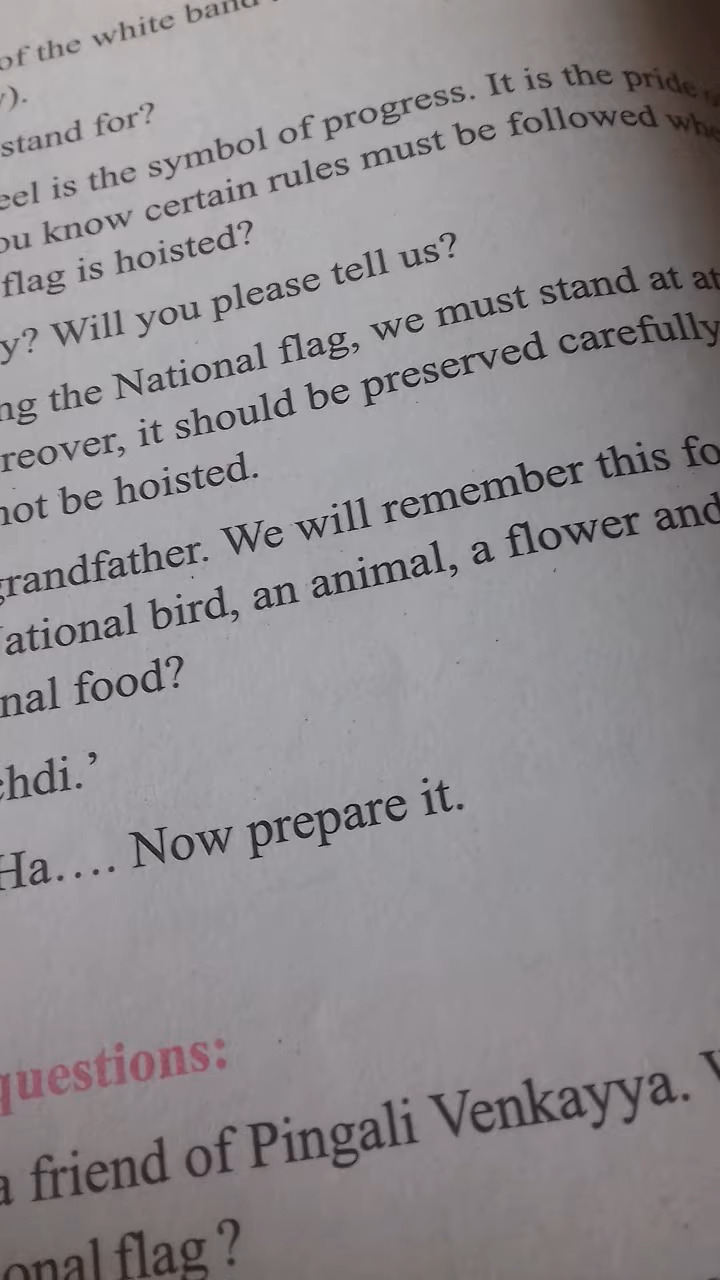 of the white band
y).
stand for?
eel is the symbol of progress. It is the pride
ou know certain rules must be followed whe
flag is hoisted?
y? Will you please tell us?
ng the National flag, we must stand at at
reover, it should be preserved carefully
not be hoisted.
grandfather. We will remember this fo
ational bird, an animal, a flower and
nal food?
chdi.’
Ha.... Now prepare it.
questions:
a friend of Pingali Venkayya.
onal flag?